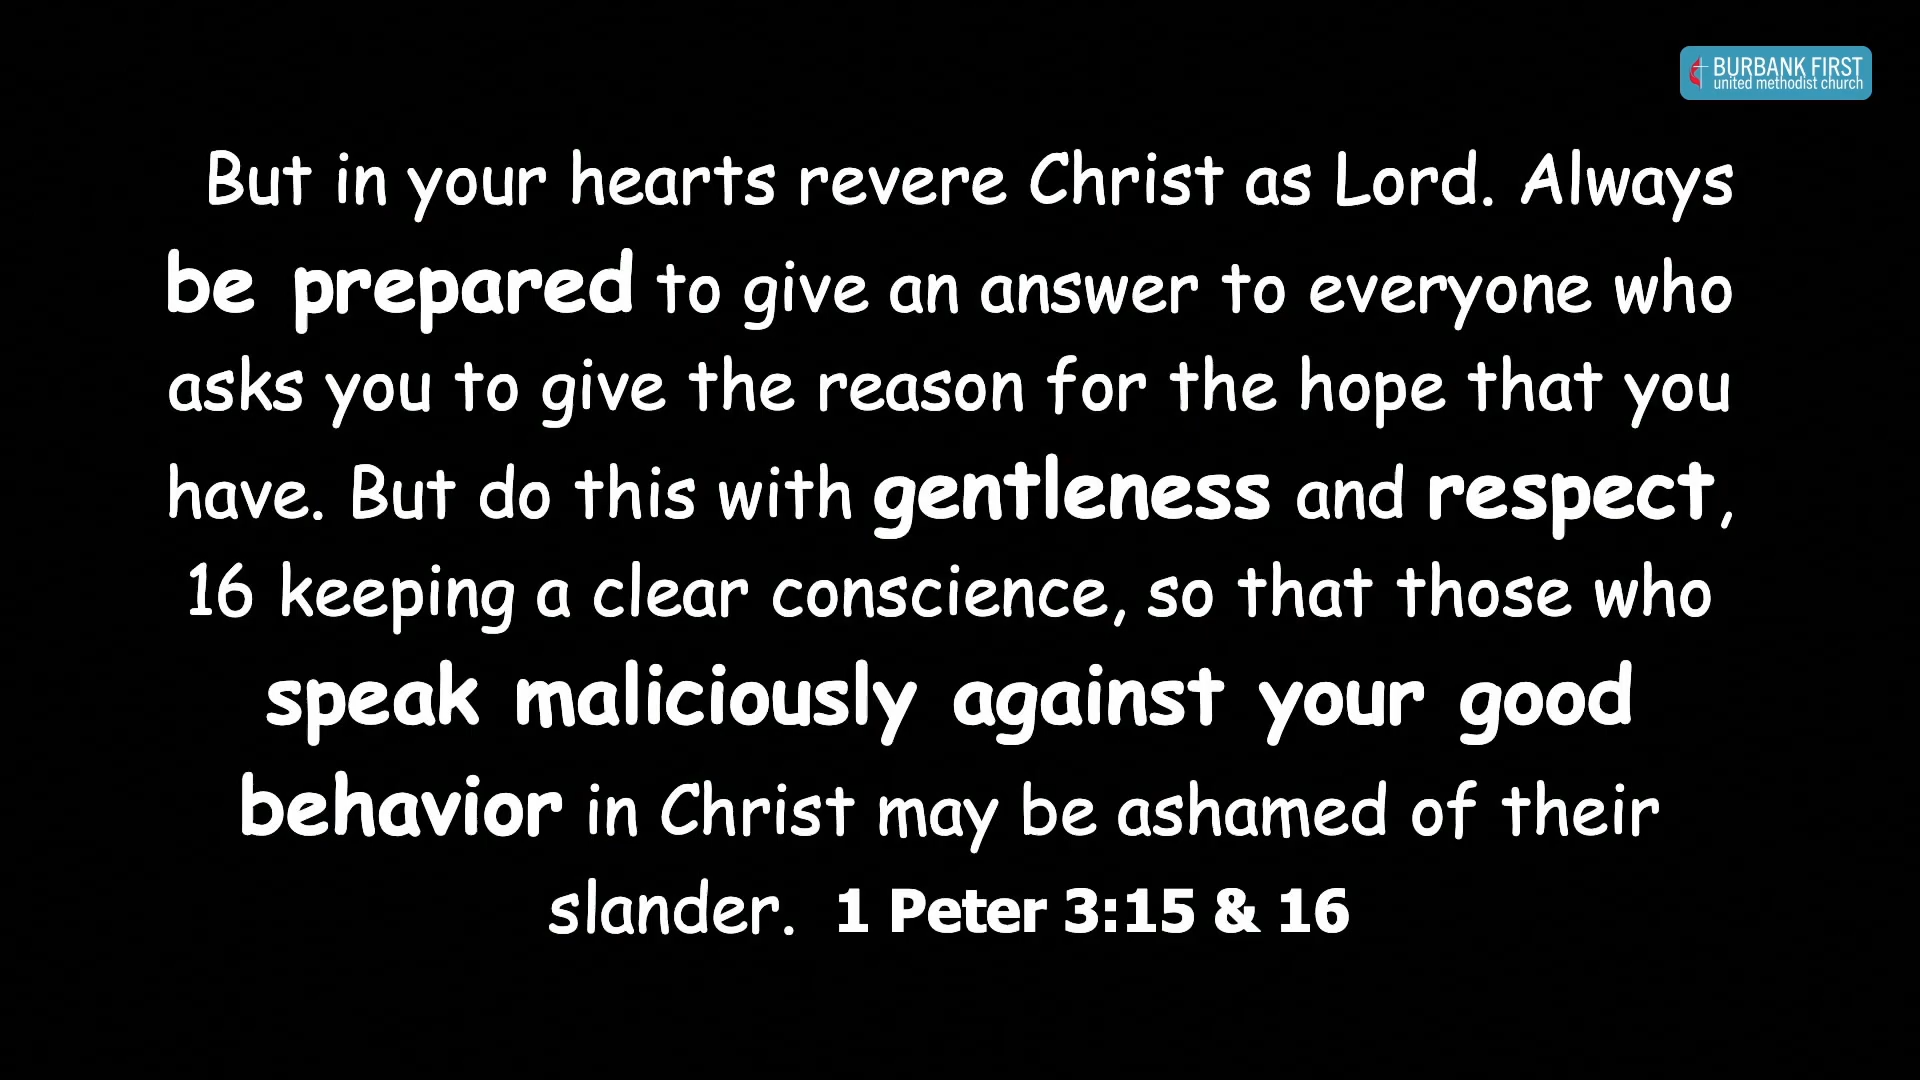 BURBANK FIRST
united methodist church
But in your hearts revere Christ as Lord. Always
be prepared to give an answer to everyone who
asks you to give the reason for the hope that you
have. But do this with gentleness and respect,
16 keeping a clear conscience, so that those who
speak maliciously against your good
behavior in Christ may be ashamed of their
slander. 1 Peter 3:15 & 16